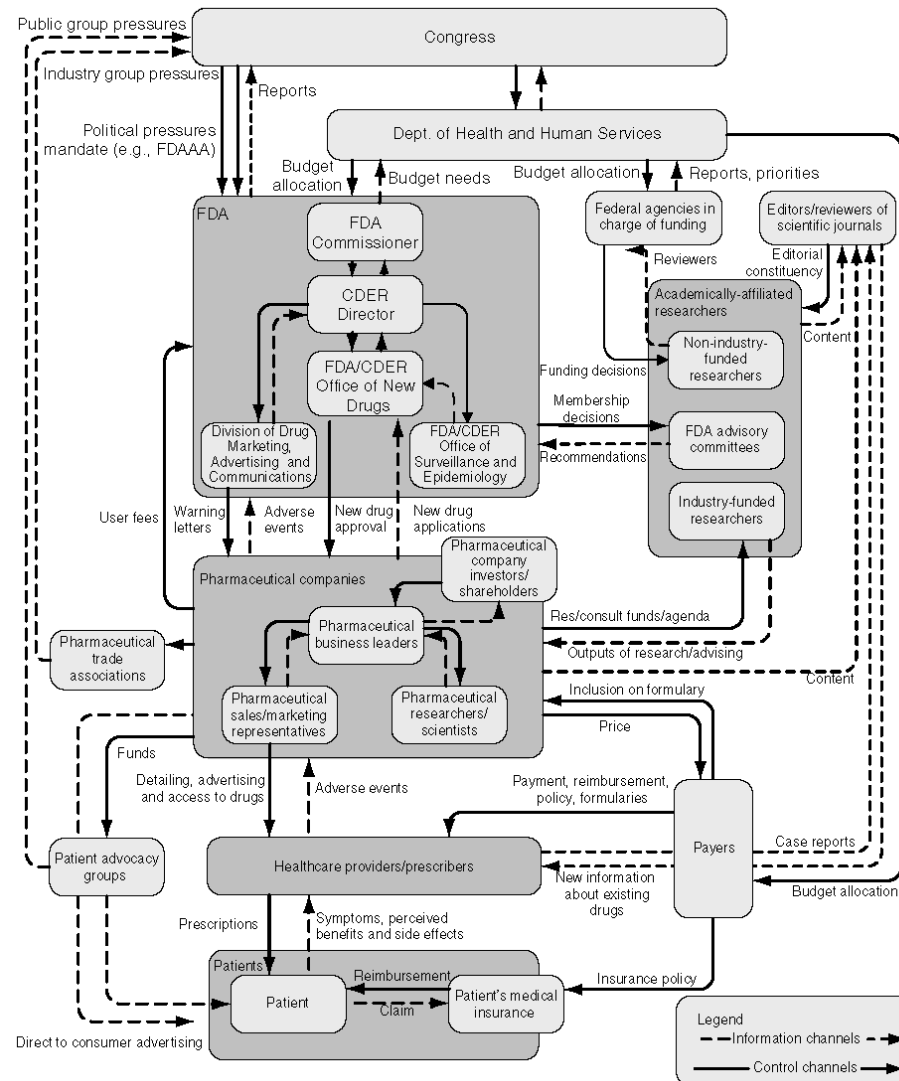 Public group pressures
Congress
Industry group pressures
Reports
Political pressures
mandate (e.g., FDAAA)
Dept. of Health and Human Services
Budget
allocation
Budget needs
Budget allocation
Reports, priorities
FDA
FDA
Commissioner
Federal agencies in
charge of funding
Editors/reviewers of
scientific journals
Reviewers
Editorial
constituency
CDER
Director
Academically-affiliated
researchers
Content
Non-industry-
funded
researchers
FDA/CDER
Office of New
Drugs
Funding decisions
Membership
decisions
Division of Drug
Marketing,
Advertising and
Communications
FDA/CDER
Office of
Surveillance and
Epidemiology
FDA advisory
committees
Recommendations
Industry-funded
researchers
User fees
Warning
letters
Adverse
events
New drug
approval
New drug
applications
Pharmaceutical companies
Pharmaceutical
company
investors/
shareholders
Pharmaceutical
business leaders
Res/consult funds/agenda
Pharmaceutical
trade
associations
Outputs of research/advising
Content
Pharmaceutical
sales/marketing
representatives
Pharmaceutical
researchers/
scientists
Inclusion on formulary
Price
Funds
Detailing, advertising
and access to drugs
Adverse events
Payment, reimbursement,
policy, formularies
Payers
Case reports
Patient advocacy
groups
Healthcare providers/prescribers
New information
about existing
drugs
Budget allocation
Prescriptions
Symptoms, perceived
benefits and side effects
Patients
Reimbursement
Insurance policy
Patient
Claim
Patient's medical
insurance
Direct to consumer advertising
Legend
Information channels
Control channels